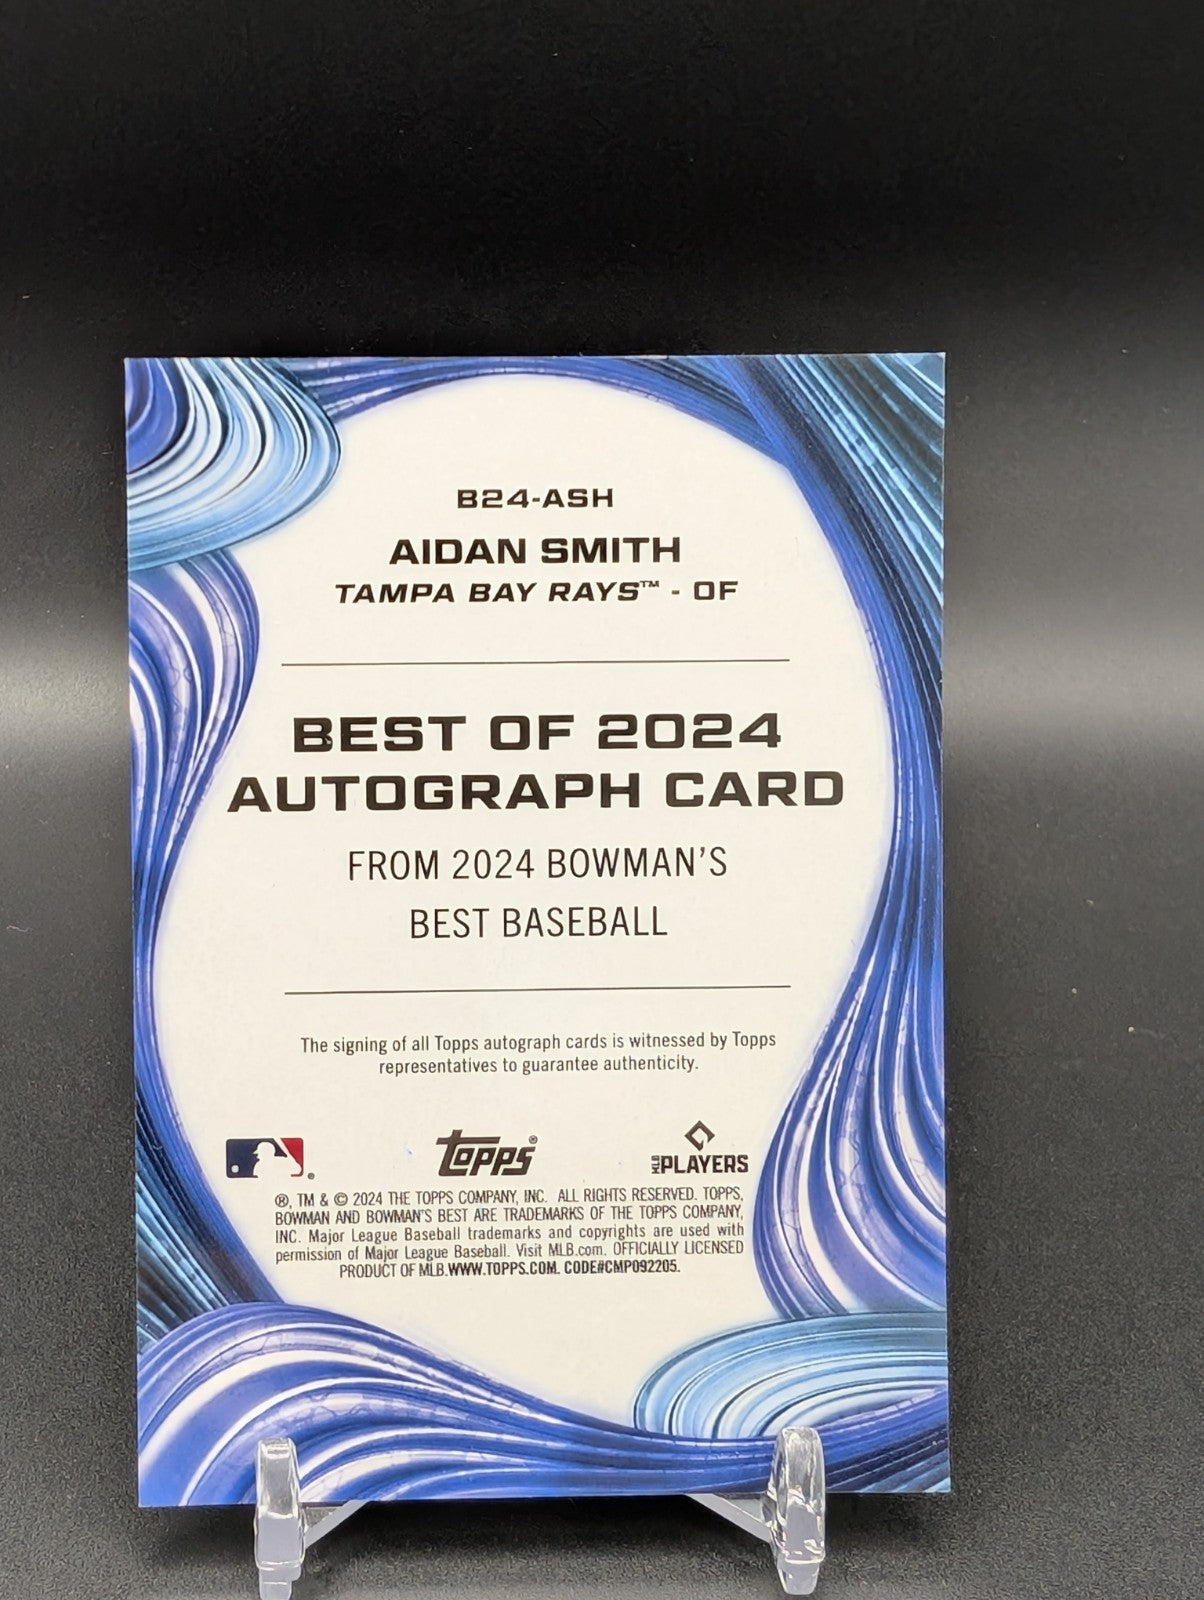 B24-ASH
AIDAN SMITH
TAMPA BAY RAYS™ - OF
BEST OF 2024
AUTOGRAPH CARD
FROM 2024 BOWMAN'S
BEST BASEBALL
The signing of all Topps autograph cards is witnessed by Topps
representatives to guarantee authenticity.
®
topps®
MLB PLAYERS
®, TM & © 2024 THE TOPPS COMPANY, INC. ALL RIGHTS RESERVED. TOPPS,
BOWMAN AND BOWMAN'S BEST ARE TRADEMARKS OF THE TOPPS COMPANY,
INC. Major League Baseball trademarks and copyrights are used with
permission of Major League Baseball. Visit MLB.com. OFFICIALLY LICENSED
PRODUCT OF MLB.WWW.TOPPS.COM. CODE#CMP092205.